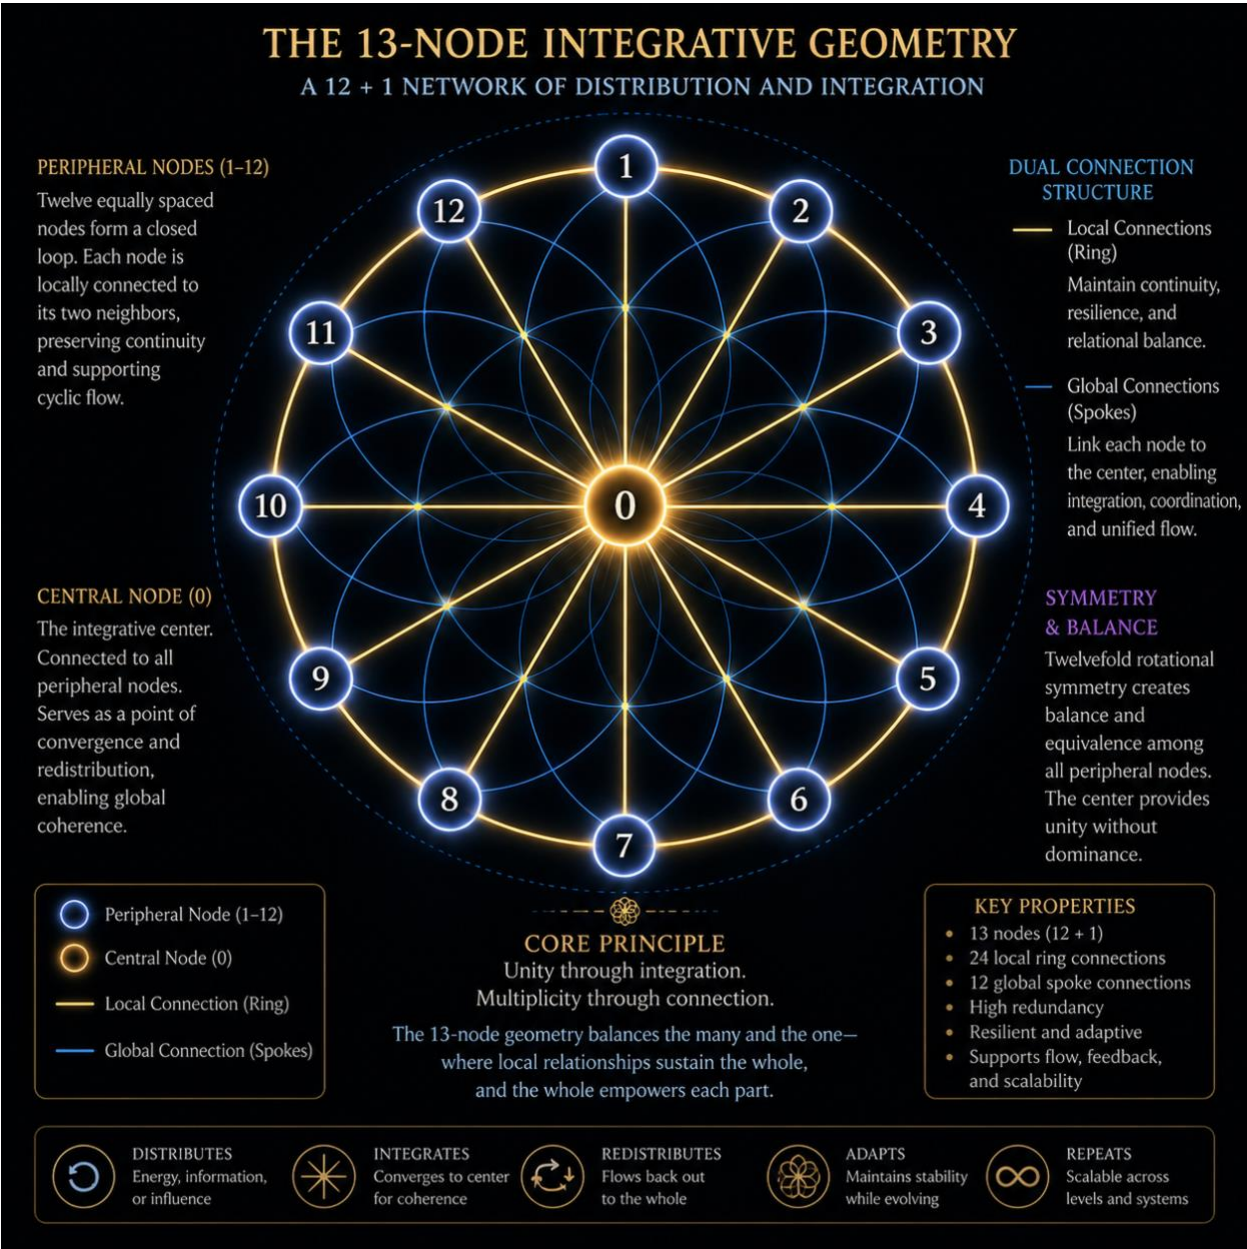 THE 13-NODE INTEGRATIVE GEOMETRY
A 12 + 1 NETWORK OF DISTRIBUTION AND INTEGRATION
PERIPHERAL NODES (1–12)
Twelve equally spaced
nodes form a closed
loop. Each node is
locally connected to
its two neighbors,
preserving continuity
and supporting
cyclic flow.
CENTRAL NODE (0)
The integrative center.
Connected to all
peripheral nodes.
Serves as a point of
convergence and
redistribution,
enabling global
coherence.
1
2
3
4
5
6
7
8
9
10
11
12
0
DUAL CONNECTION
STRUCTURE
Local Connections
(Ring)
Maintain continuity,
resilience, and
relational balance.
Global Connections
(Spokes)
Link each node to
the center, enabling
integration, coordination,
and unified flow.
SYMMETRY
& BALANCE
Twelvefold rotational
symmetry creates
balance and
equivalence among
all peripheral nodes.
The center provides
unity without
dominance.
Peripheral Node (1–12)
Central Node (0)
Local Connection (Ring)
Global Connection (Spokes)
CORE PRINCIPLE
Unity through integration.
Multiplicity through connection.
The 13-node geometry balances the many and the one—
where local relationships sustain the whole,
and the whole empowers each part.
KEY PROPERTIES
• 13 nodes (12 + 1)
• 24 local ring connections
• 12 global spoke connections
• High redundancy
• Resilient and adaptive
• Supports flow, feedback,
and scalability
DISTRIBUTES
Energy, information,
or influence
INTEGRATES
Converges to center
for coherence
REDISTRIBUTES
Flows back out
to the whole
ADAPTS
Maintains stability
while evolving
REPEATS
Scalable across
levels and systems